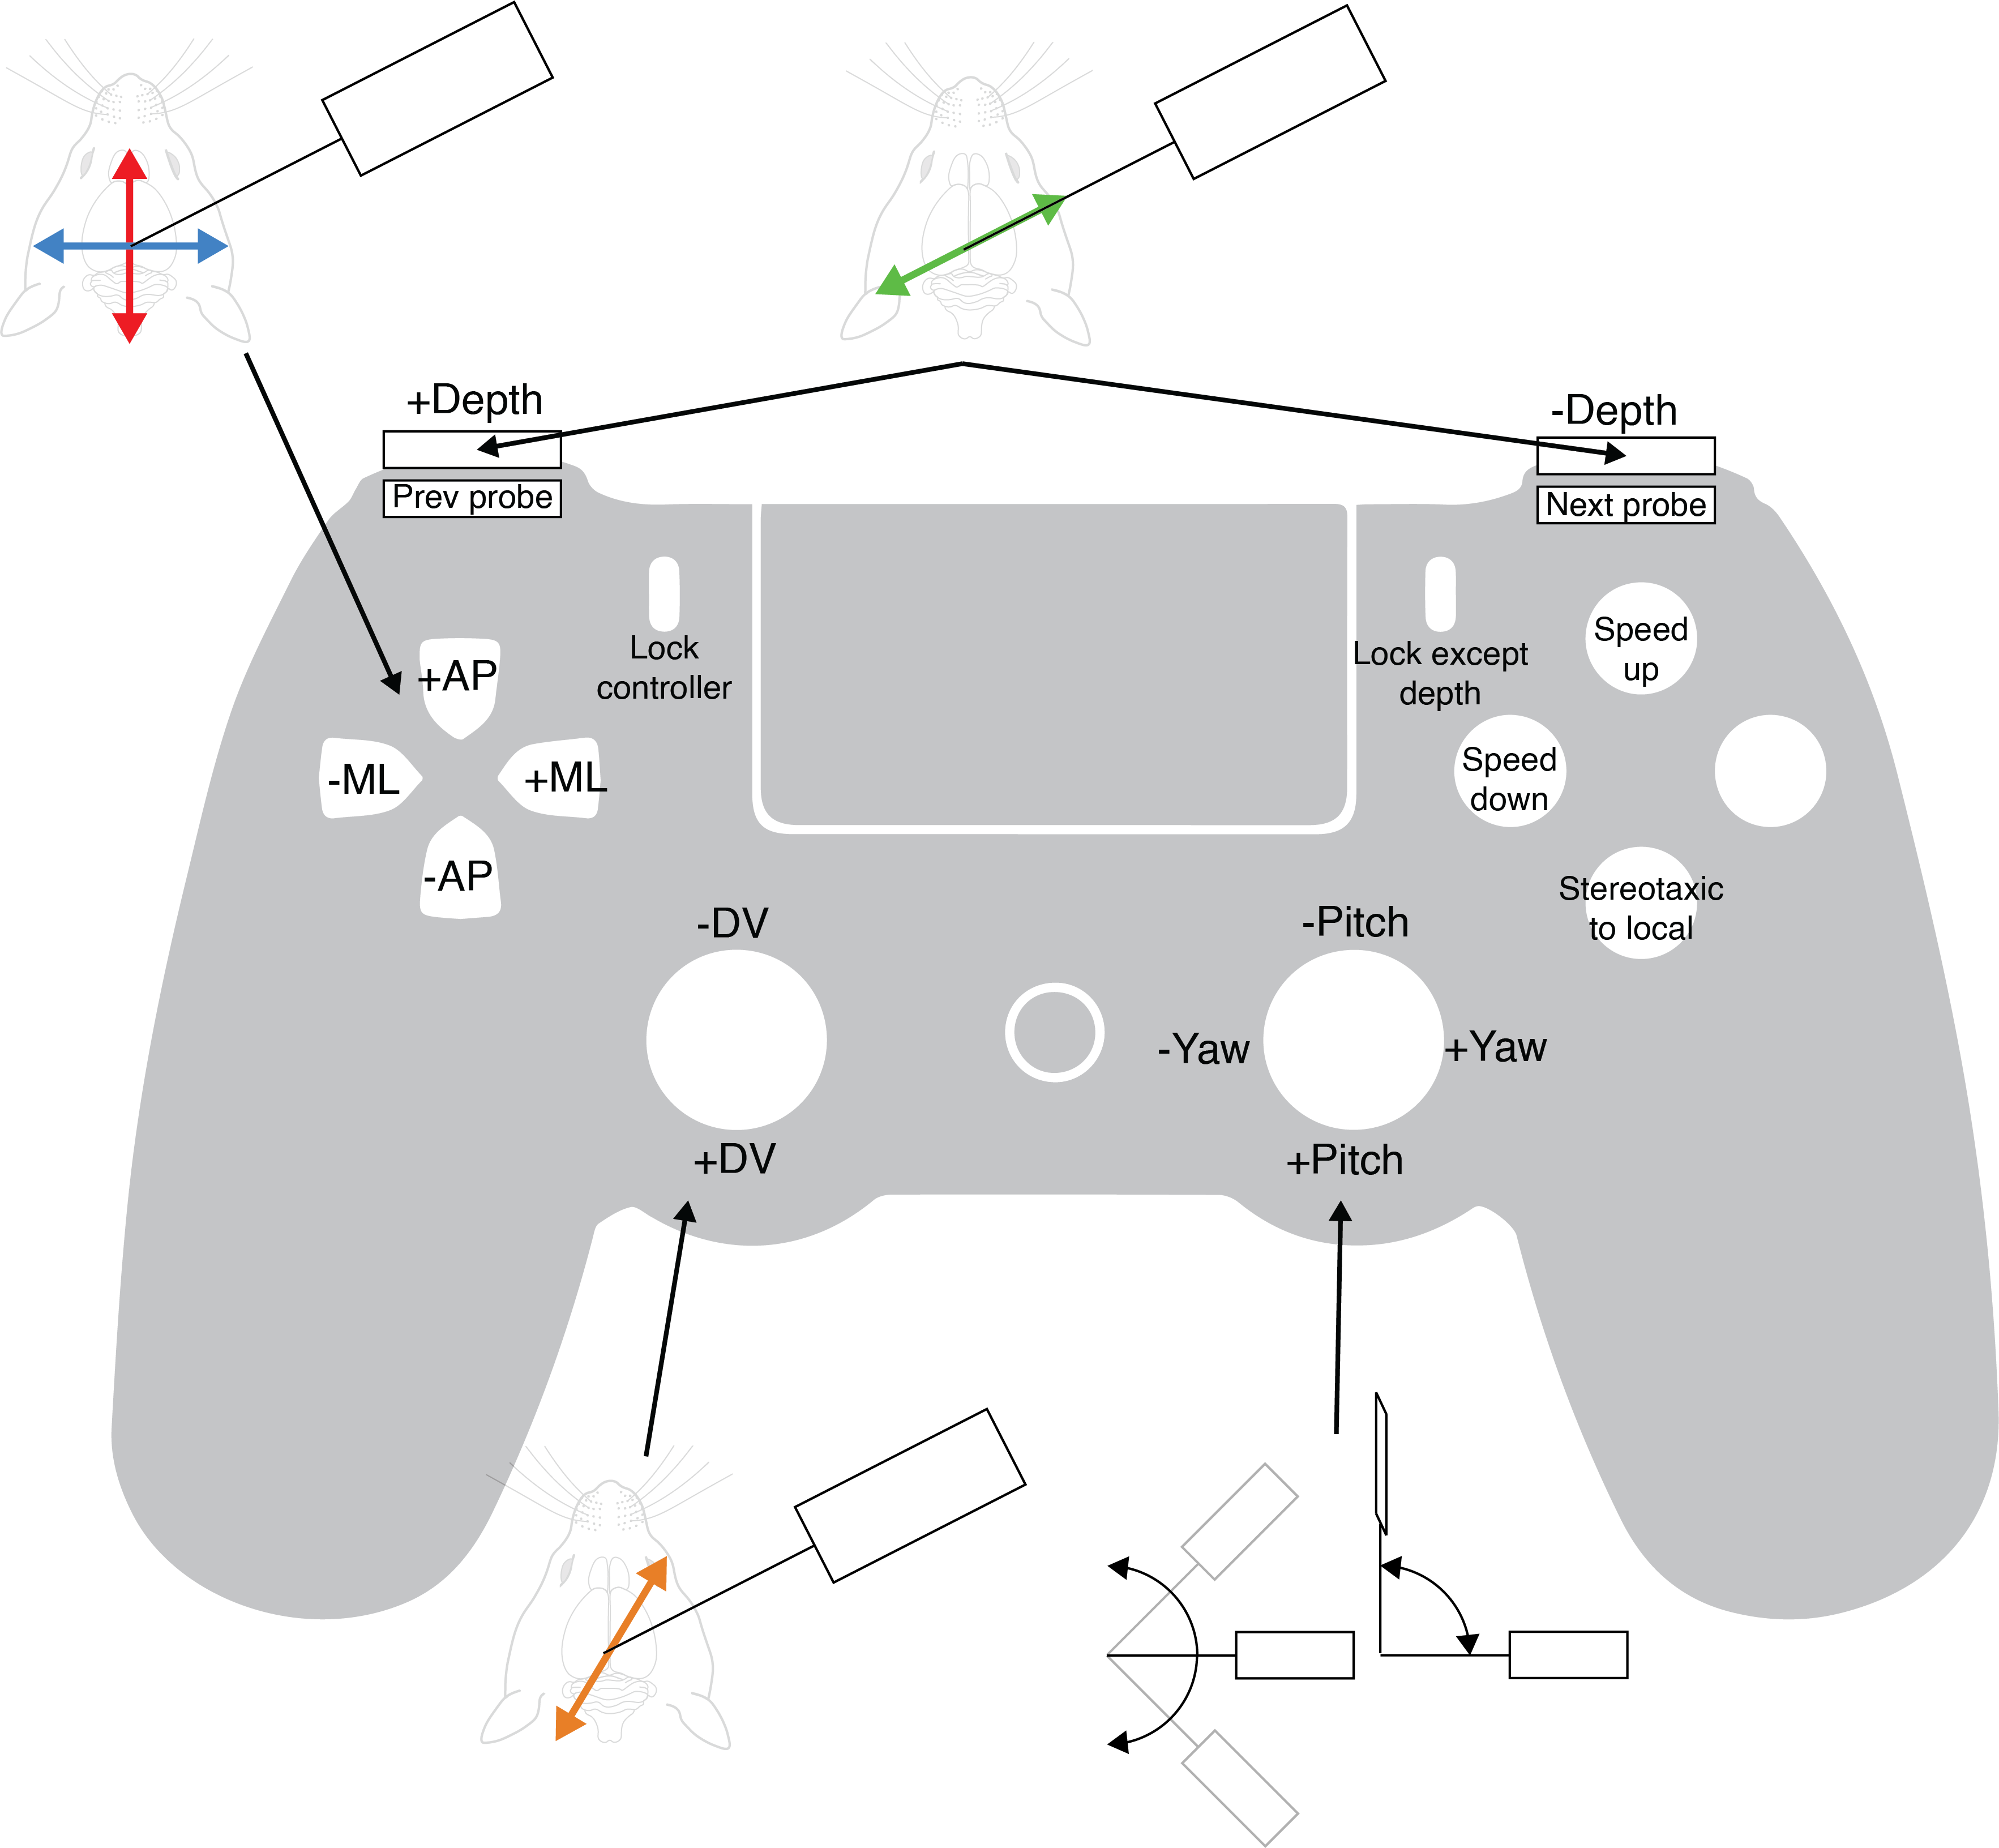 +Depth
-Depth
Prev probe
Next probe
Lock
controller
Lock except
depth
Speed
up
+AP
-ML
+ML
Speed
down
-AP
Stereotaxic
to local
-DV
-Pitch
-Yaw
+Yaw
+DV
+Pitch